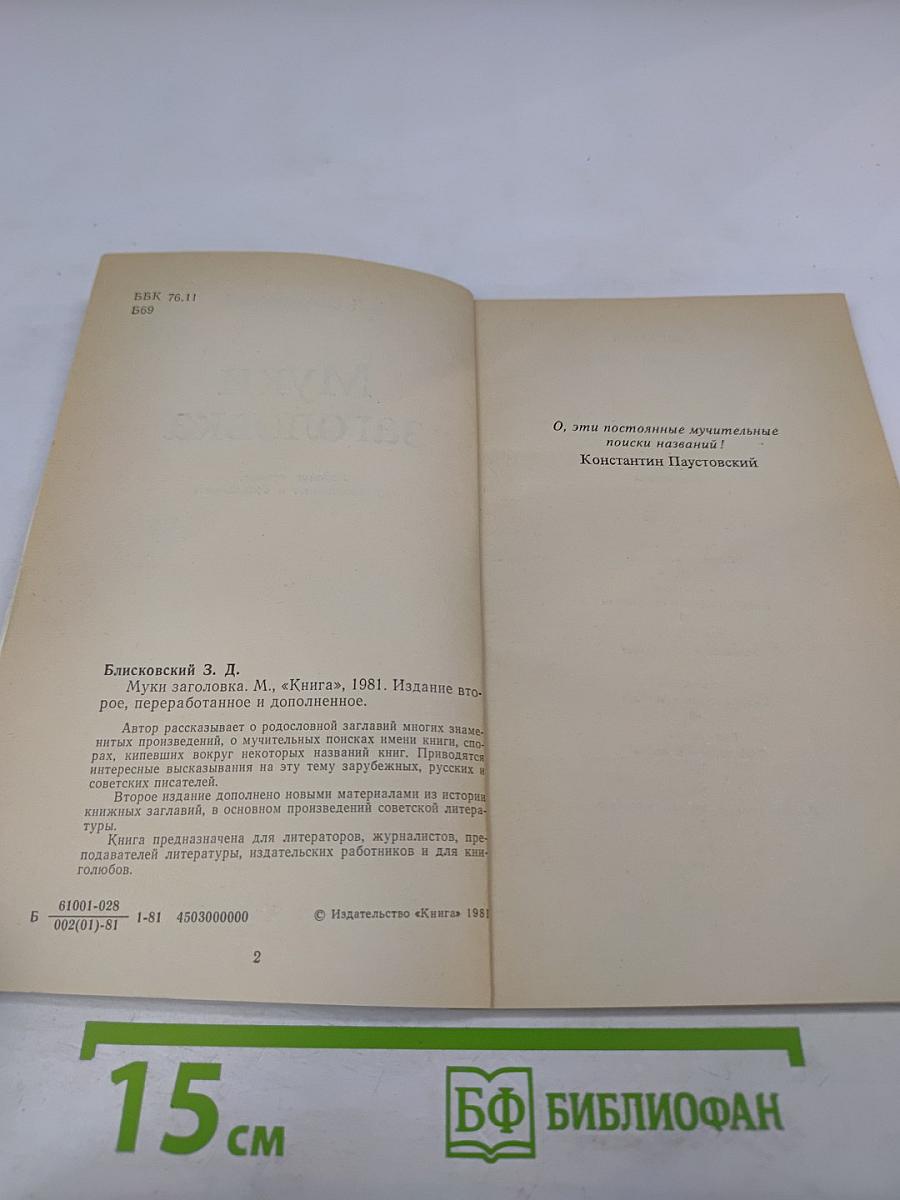 ББК 76.11
Б69
Муки
заголовка
Блисковский З. Д.
Муки заголовка. М., «Книга», 1981. Издание вто-
рое, переработанное и дополненное.
Автор рассказывает о родословной заглавий многих знаме-
нитых произведений, о мучительных поисках имени книги, спо-
рах, кипевших вокруг некоторых названий книг. Приводятся
интересные высказывания на эту тему зарубежных, русских и
советских писателей.
Второе издание дополнено новыми материалами из истории
книжных заглавий, в основном произведений советской литера-
туры.
Книга предназначена для литераторов, журналистов, пре-
подавателей литературы, издательских работников и для кни-
голюбов.
Б 61001-028
002(01)-81 1-81 4503000000 © Издательство «Книга» 1981
2
О, эти постоянные мучительные
поиски названий!
Константин Паустовский
15 см
БФ БИБЛИОФАН